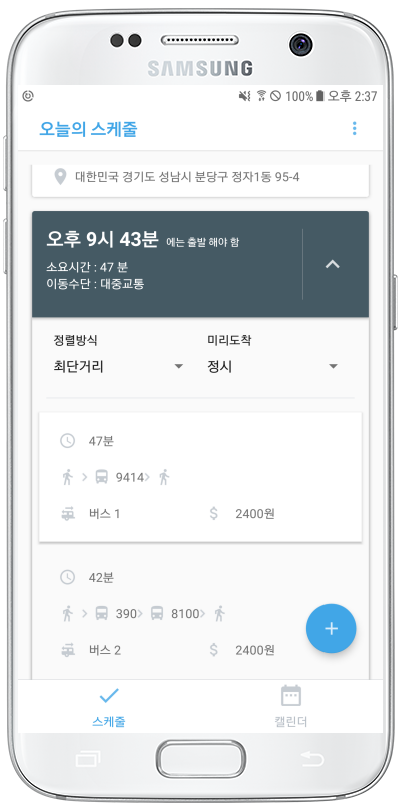 SAMSUNG
100% 오후 2:37
오늘의 스케줄
대한민국 경기도 성남시 분당구 정자1동 95-4
오후 9시 43분 에는 출발 해야 함
소요시간 : 47 분
이동수단 : 대중교통
정렬방식 미리도착
최단거리 정시
47분
9414
버스 1 $ 2400원
42분
390 8100
버스 2 $ 2400원
+
스케줄 캘린더